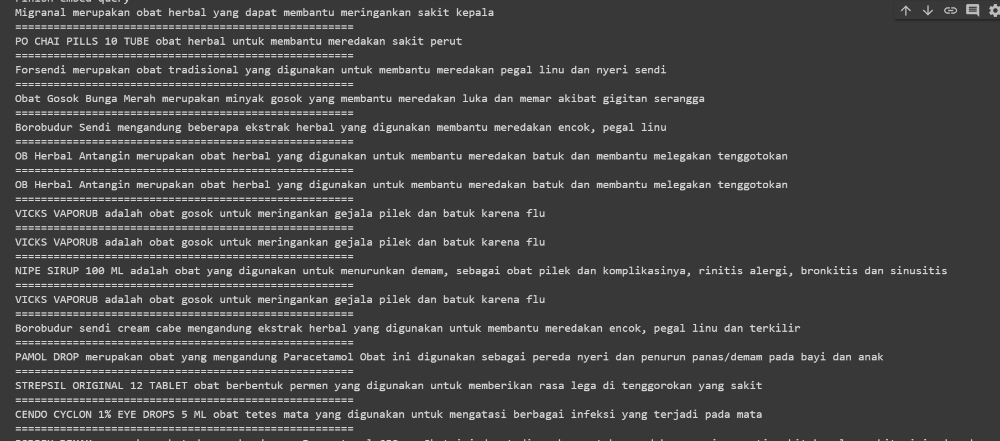 Finish embed query
Migranal merupakan obat herbal yang dapat membantu meringankan sakit kepala
=====================================================
PO CHAI PILLS 10 TUBE obat herbal untuk membantu meredakan sakit perut
=====================================================
Forsendi merupakan obat tradisional yang digunakan untuk membantu meredakan pegal linu dan nyeri sendi
=====================================================
Obat Gosok Bunga Merah merupakan minyak gosok yang membantu meredakan luka dan memar akibat gigitan serangga
=====================================================
Borobudur Sendi mengandung beberapa ekstrak herbal yang digunakan membantu meredakan encok, pegal linu
=====================================================
OB Herbal Antangin merupakan obat herbal yang digunakan untuk membantu meredakan batuk dan membantu melegakan tenggotokan
=====================================================
OB Herbal Antangin merupakan obat herbal yang digunakan untuk membantu meredakan batuk dan membantu melegakan tenggotokan
=====================================================
VICKS VAPORUB adalah obat gosok untuk meringankan gejala pilek dan batuk karena flu
=====================================================
VICKS VAPORUB adalah obat gosok untuk meringankan gejala pilek dan batuk karena flu
=====================================================
NIPE SIRUP 100 ML adalah obat yang digunakan untuk menurunkan demam, sebagai obat pilek dan komplikasinya, rinitis alergi, bronkitis dan sinusitis
=====================================================
VICKS VAPORUB adalah obat gosok untuk meringankan gejala pilek dan batuk karena flu
=====================================================
Borobudur sendi cream cabe mengandung ekstrak herbal yang digunakan untuk membantu meredakan encok, pegal linu dan terkilir
=====================================================
PAMOL DROP merupakan obat yang mengandung Paracetamol Obat ini digunakan sebagai pereda nyeri dan penurun panas/demam pada bayi dan anak
=====================================================
STREPSIL ORIGINAL 12 TABLET obat berbentuk permen yang digunakan untuk memberikan rasa lega di tenggorokan yang sakit
=====================================================
CENDO CYCLON 1% EYE DROPS 5 ML obat tetes mata yang digunakan untuk mengatasi berbagai infeksi yang terjadi pada mata
=====================================================